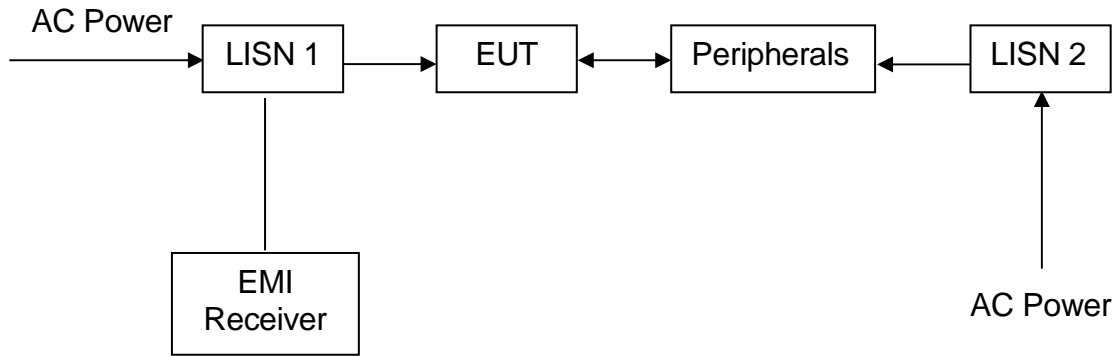 AC Power
LISN 1
EUT
Peripherals
LISN 2
EMI
Receiver
AC Power